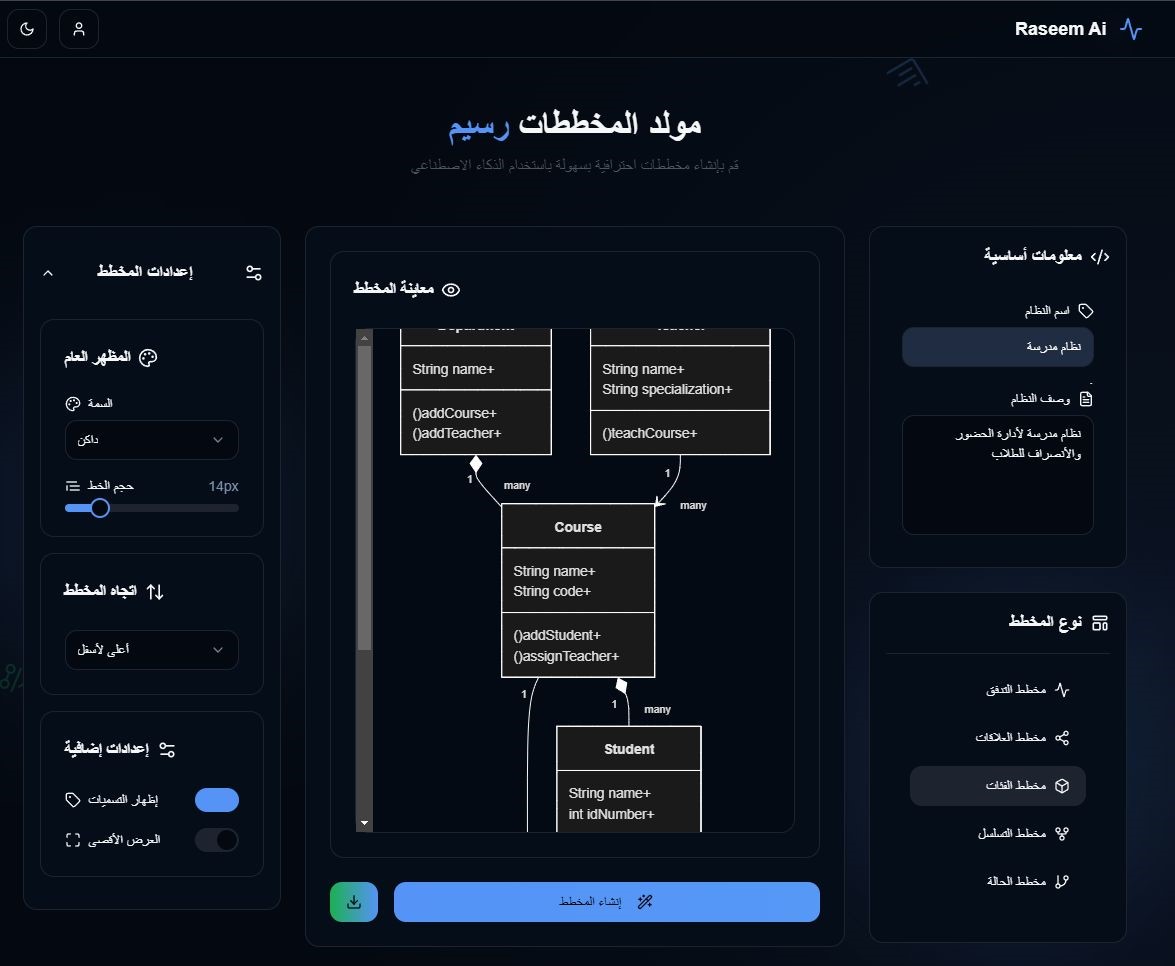 Raseem Ai
مولد المخططات رسيم
قم بإنشاء مخططات احترافية بسهولة باستخدام الذكاء الاصطناعي
معلومات أساسية
اسم النظام
نظام مدرسة
وصف النظام
نظام مدرسة لأدارة الحضور
والأنصراف للطلاب
نوع المخطط
مخطط التدفق
مخطط العلاقات
مخطط الفئات
مخطط التسلسل
مخطط الحالة
معاينة المخطط
Department
String name+
()addCourse+
()addTeacher+
Teacher
String name+
String specialization+
()teachCourse+
1
many
1
many
Course
String name+
String code+
()addStudent+
()assignTeacher+
1
1
many
Student
String name+
int idNumber+
إنشاء المخطط
إعدادات المخطط
المظهر العام
السمة
داكن
حجم الخط
14px
اتجاه المخطط
أعلى لأسفل
إعدادات إضافية
إظهار التسميات
العرض الأقصى